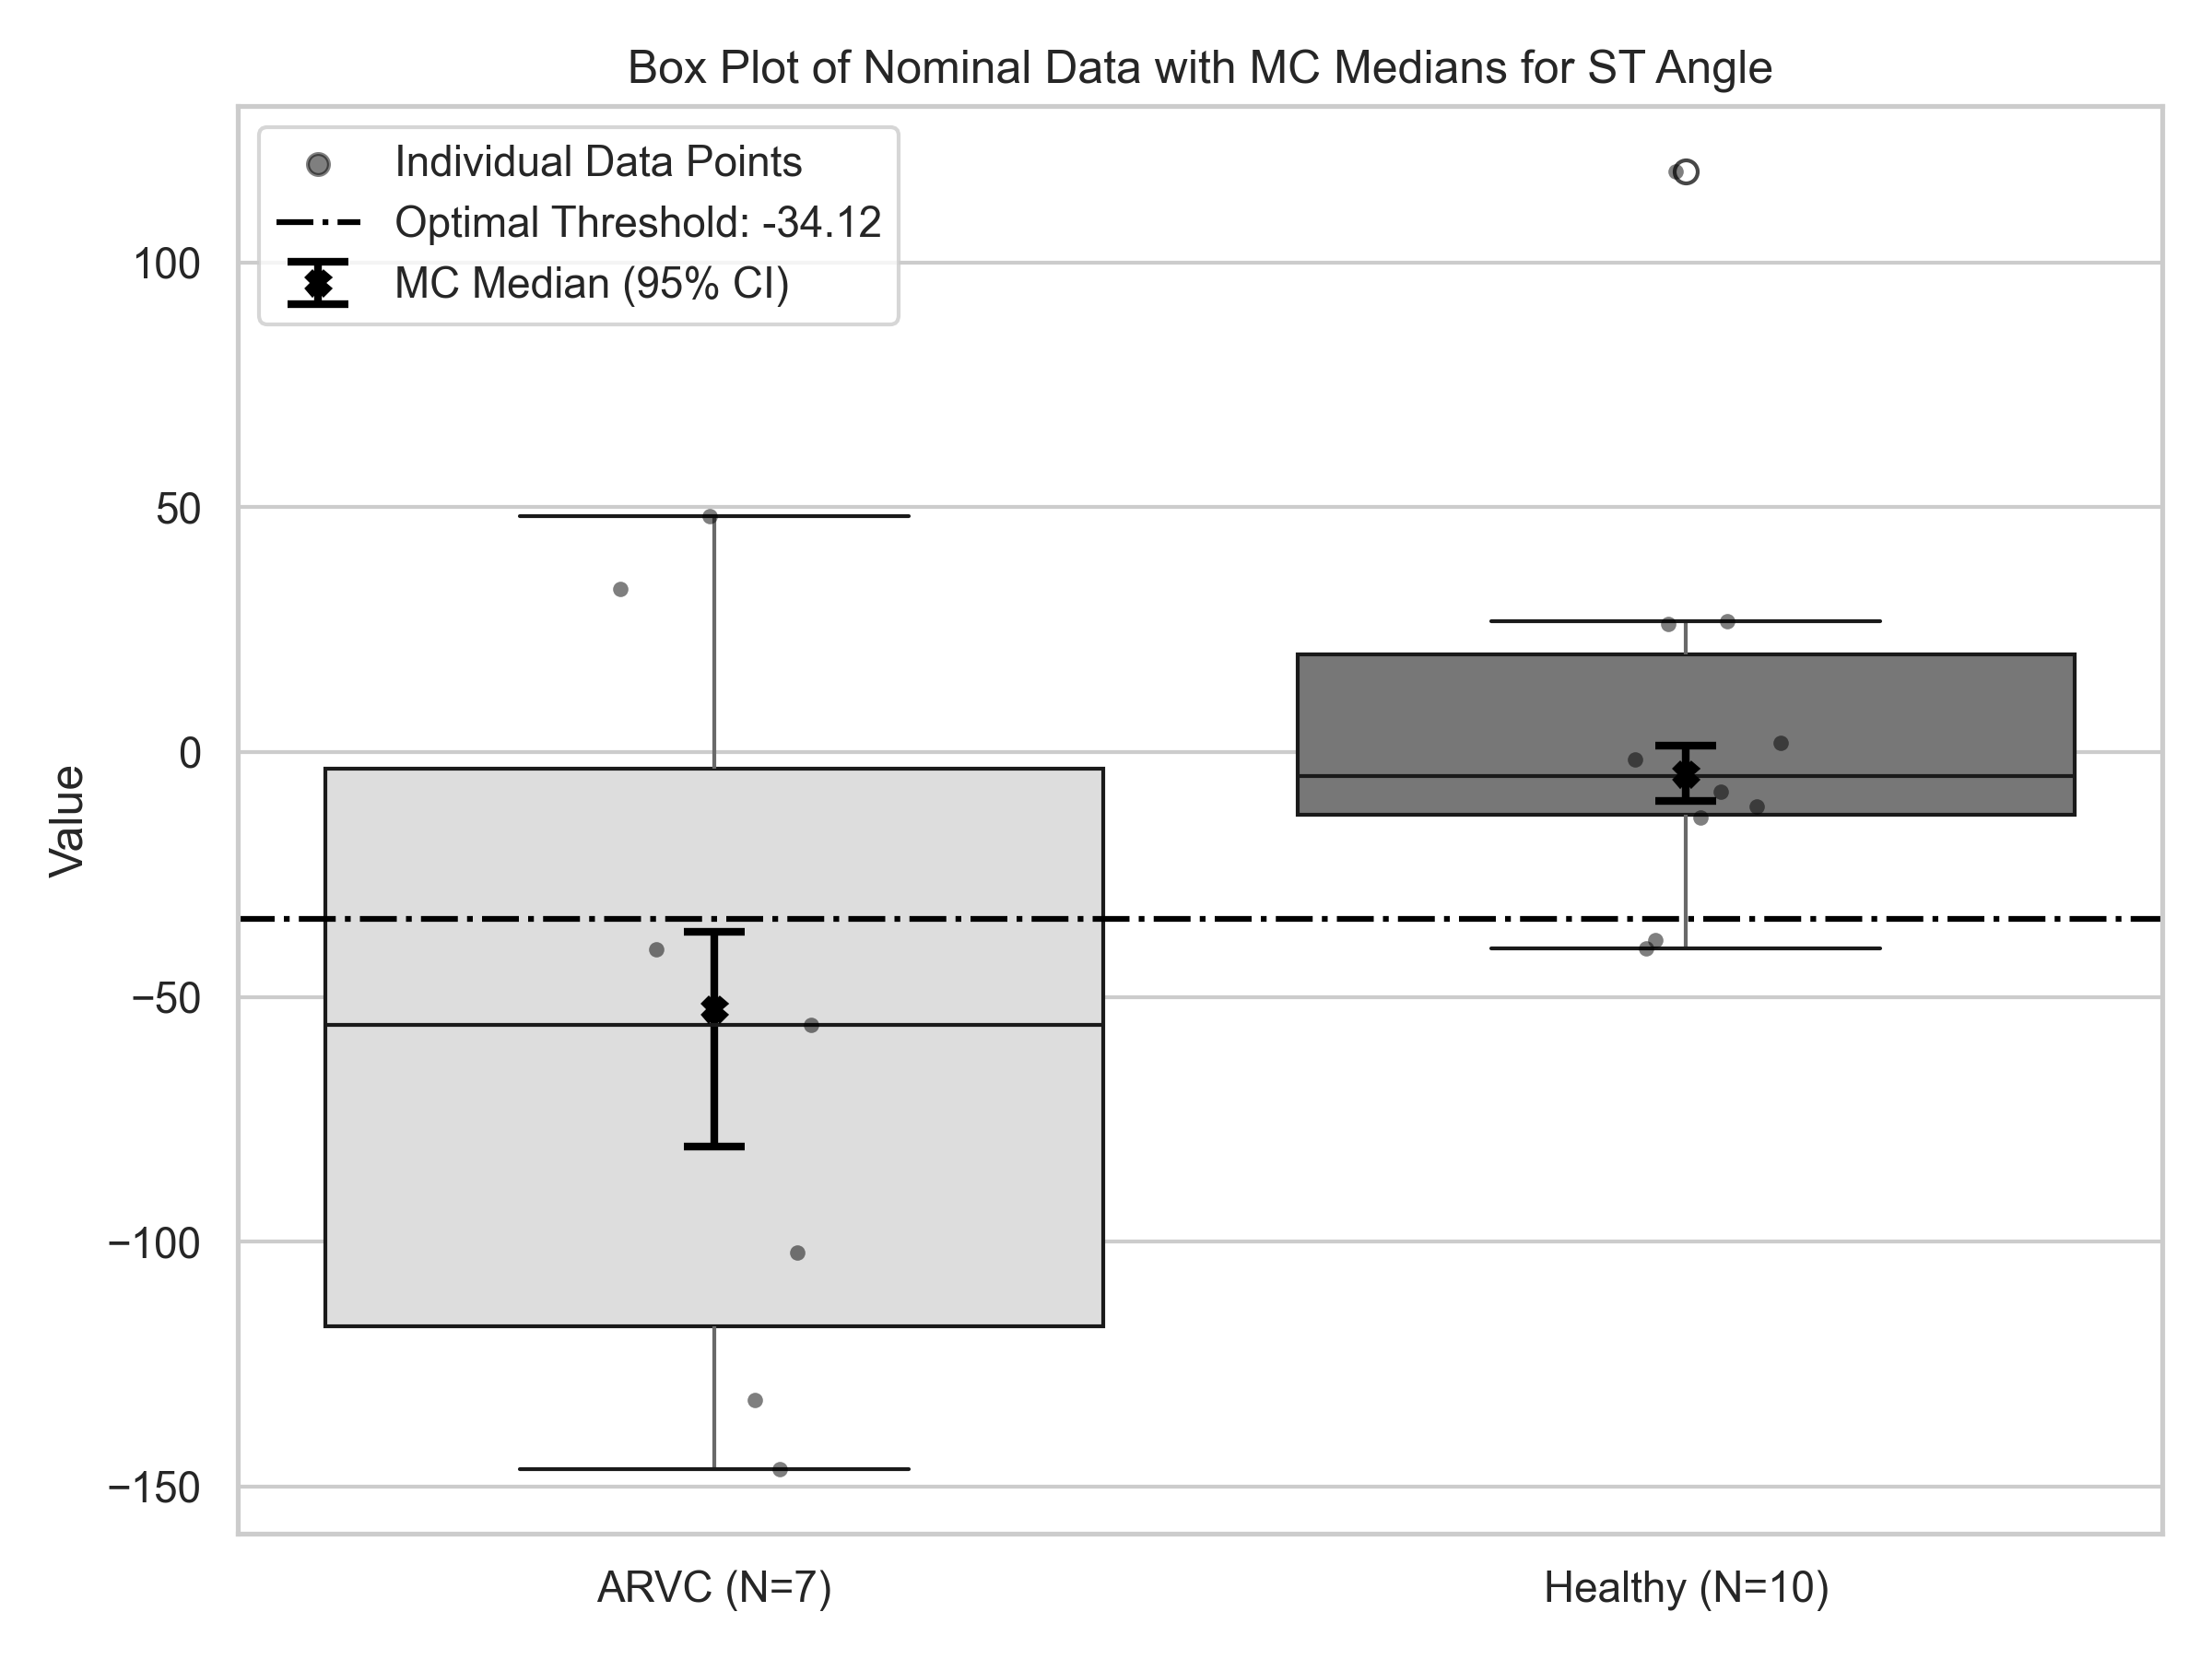 Box Plot of Nominal Data with MC Medians for ST Angle
Individual Data Points
Optimal Threshold: -34.12
MC Median (95% CI)
100
50
0
−50
−100
−150
Value
ARVC (N=7)
Healthy (N=10)